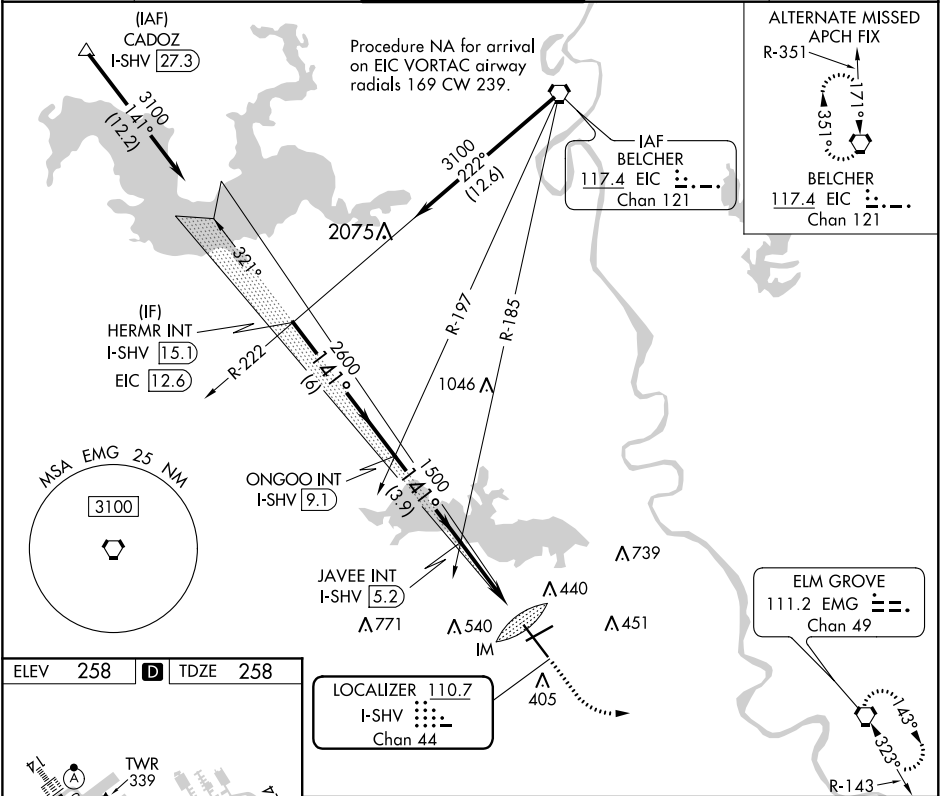 (IAF)
CADOZ
I-SHV 27.3
3100
141°
(12.2)
Procedure NA for arrival
on EIC VORTAC airway
radials 169 CW 239.
3100
222°
(12.6)
IAF
BELCHER
117.4 EIC
Chan 121
ALTERNATE MISSED
APCH FIX
R-351
351°
171°
BELCHER
117.4 EIC
Chan 121
2075
321°
(IF)
HERMR INT
I-SHV 15.1
EIC 12.6
R-222
2600
141°
(6)
R-197
R-185
1046
MSA EMG 25 NM
3100
ONGOO INT
I-SHV 9.1
1500
141°
(3.9)
JAVEE INT
I-SHV 5.2
739
440
771
540
451
IM
405
LOCALIZER 110.7
I-SHV
Chan 44
ELM GROVE
111.2 EMG
Chan 49
143°
323°
R-143
ELEV 258 D TDZE 258
TWR
339
A
14